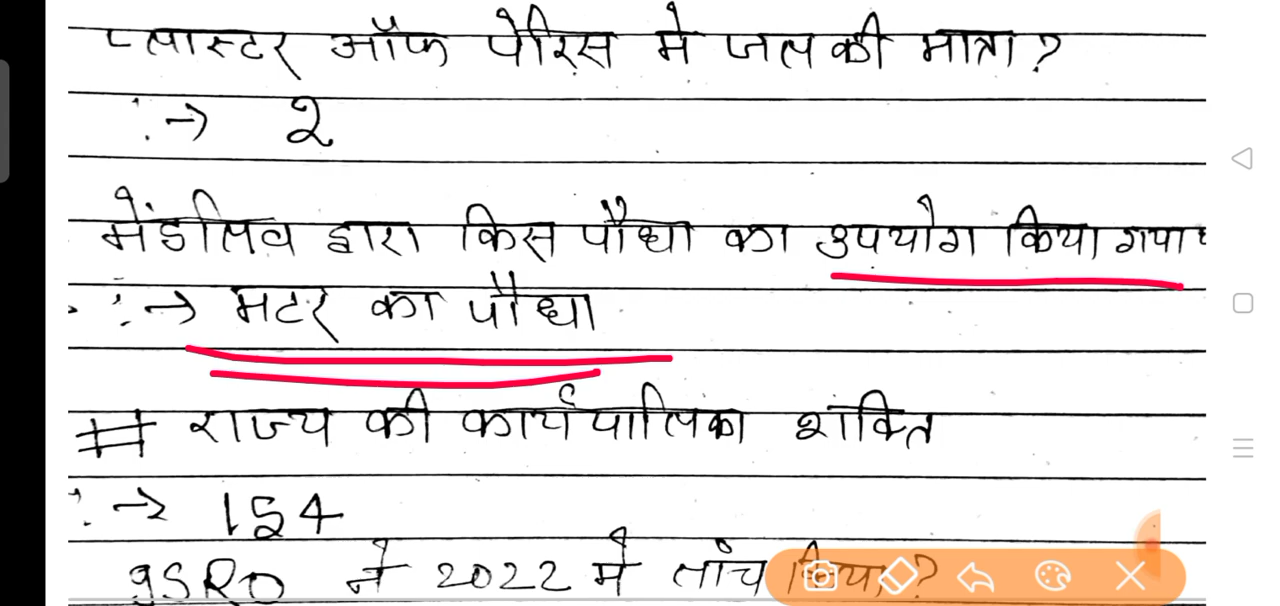 प्लास्टर ऑफ पेरिस मे जल की मात्रा?
∴→ 2
मेंडलिव द्वारा किस पौधा का उपयोग किया गया
∴→ मटर का पौधा
# राज्य की कार्यपालिका शक्ति
∴→ 154
ISRO ने 2022 में लांच किया?